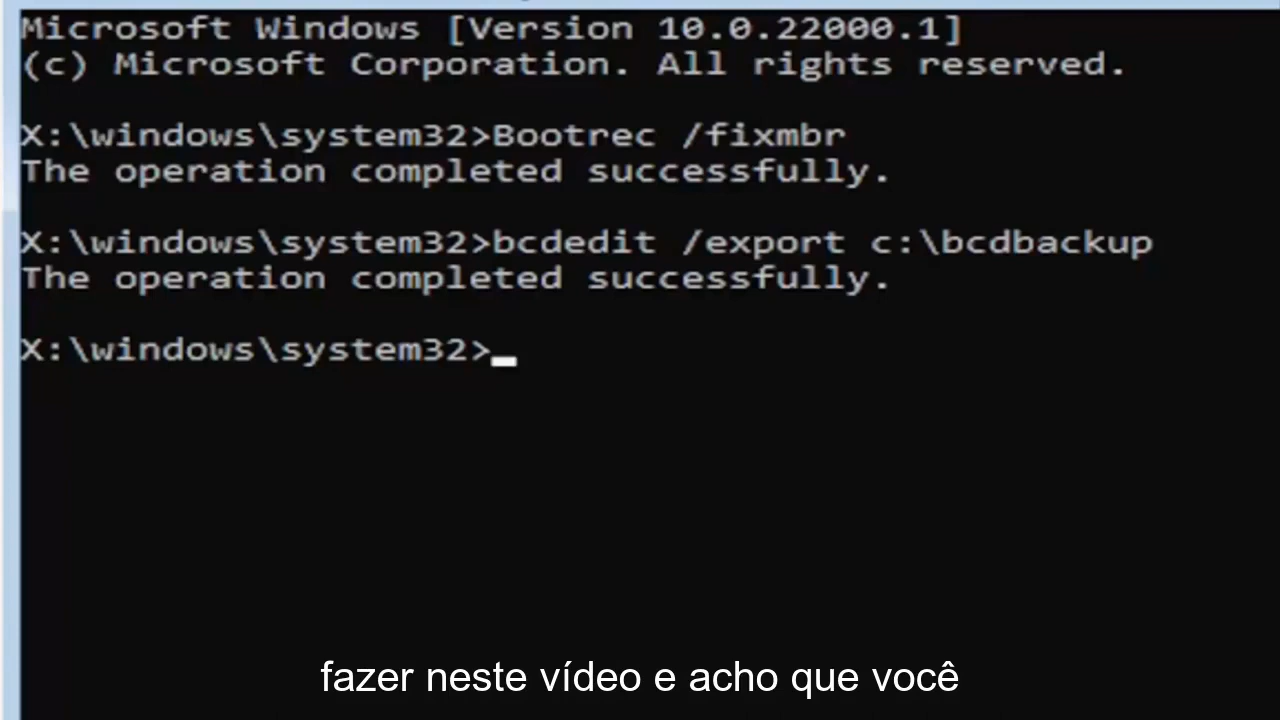 Microsoft Windows [Version 10.0.22000.1]
(c) Microsoft Corporation. All rights reserved.
X:\windows\system32>Bootrec /fixmbr
The operation completed successfully.
X:\windows\system32>bcdedit /export c:\bcdbackup
The operation completed successfully.
X:\windows\system32>
fazer neste vídeo e acho que você